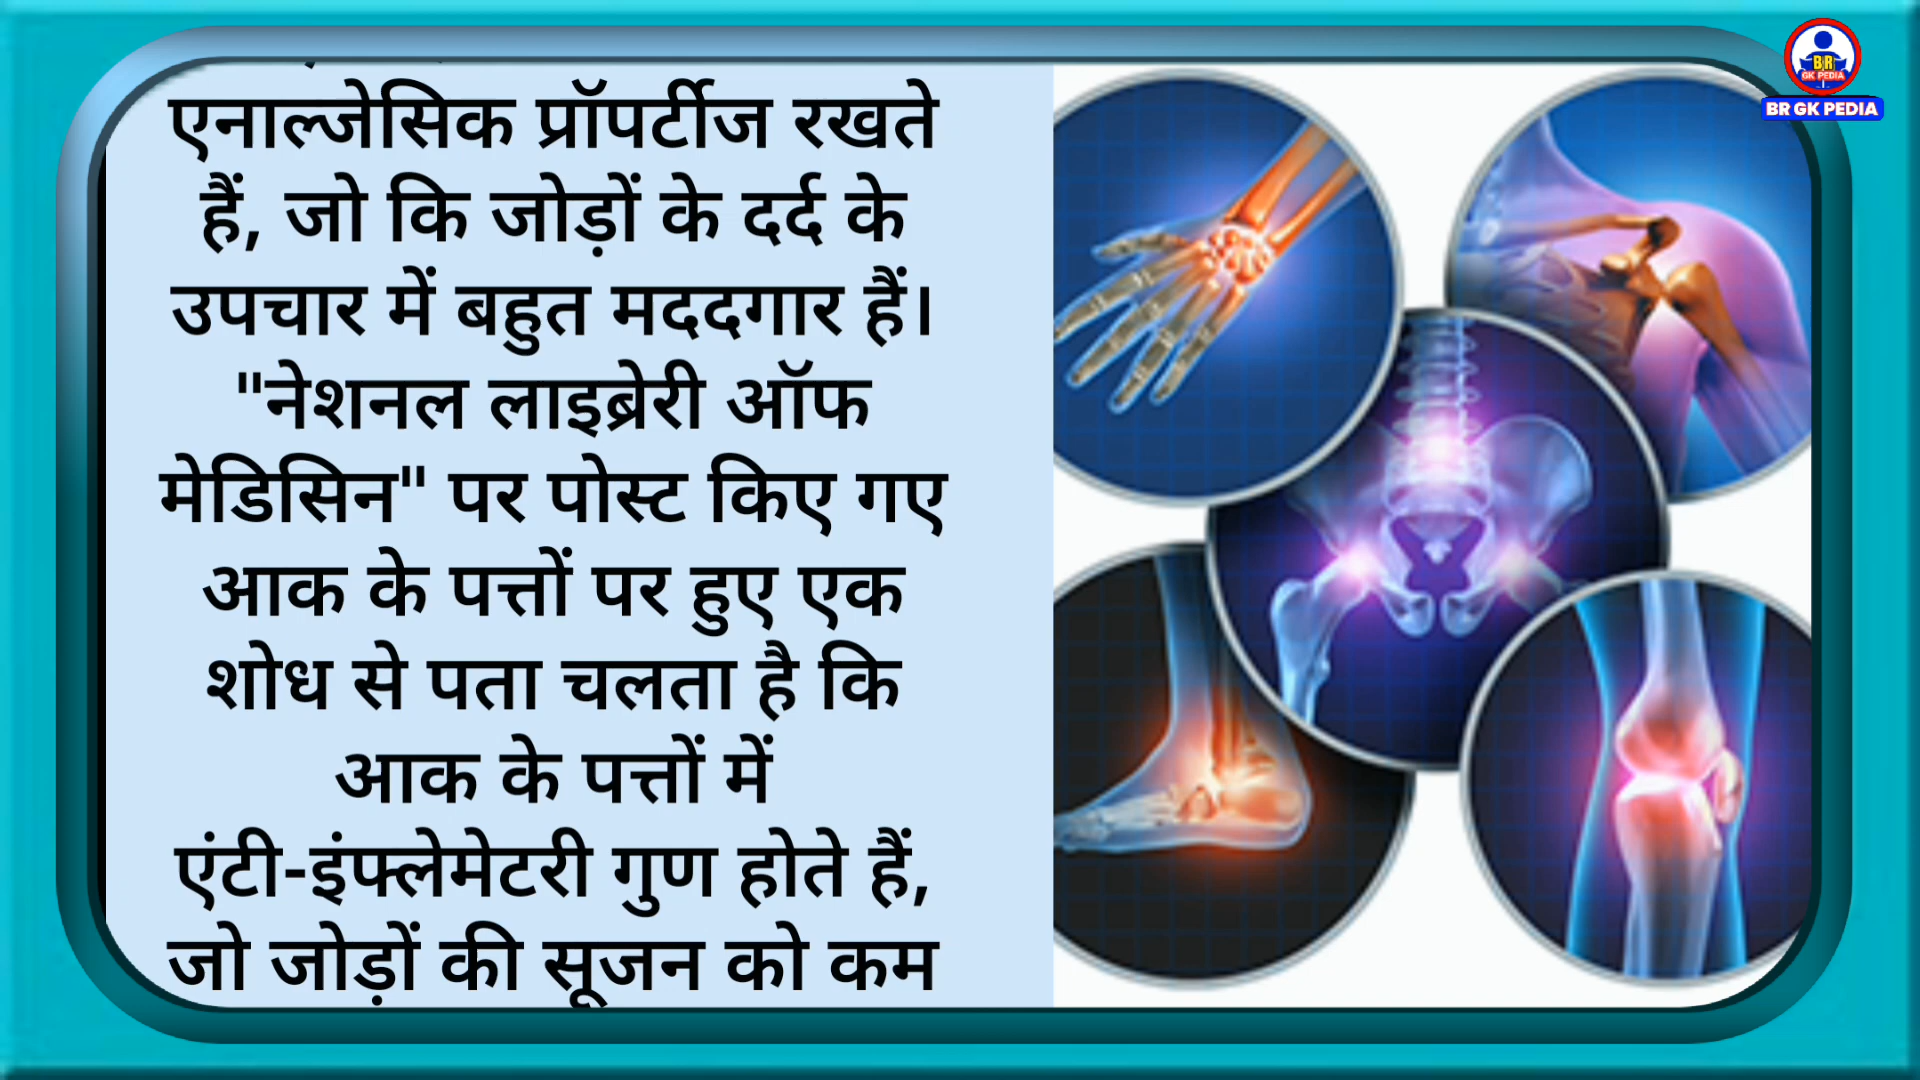 एनाल्जेसिक प्रॉपर्टीज रखते
हैं, जो कि जोड़ों के दर्द के
उपचार में बहुत मददगार हैं।
"नेशनल लाइब्रेरी ऑफ
मेडिसिन" पर पोस्ट किए गए
आक के पत्तों पर हुए एक
शोध से पता चलता है कि
आक के पत्तों में
एंटी-इंफ्लेमेटरी गुण होते हैं,
जो जोड़ों की सूजन को कम
BR
GK PEDIA
BR GK PEDIA